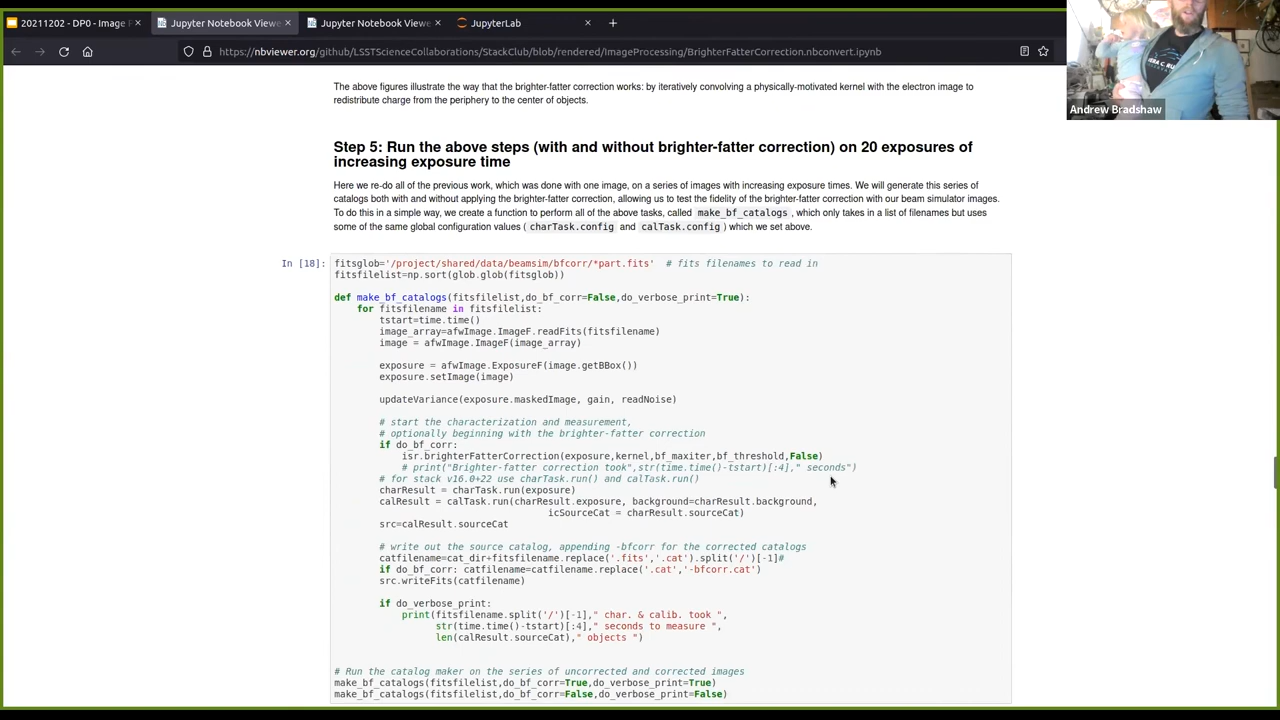 20211202 - DP0 - Image P
Jupyter Notebook Viewe
Jupyter Notebook Viewe
JupyterLab
https://nbviewer.org/github/LSSTScienceCollaborations/StackClub/blob/rendered/ImageProcessing/BrighterFatterCorrection.nbconvert.ipynb
Andrew Bradshaw
The above figures illustrate the way that the brighter-fatter correction works: by iteratively convolving a physically-motivated kernel with the electron image to
redistribute charge from the periphery to the center of objects.
Step 5: Run the above steps (with and without brighter-fatter correction) on 20 exposures of
increasing exposure time
Here we re-do all of the previous work, which was done with one image, on a series of images with increasing exposure times. We will generate this series of
catalogs both with and without applying the brighter-fatter correction, allowing us to test the fidelity of the brighter-fatter correction with our beam simulator images.
To do this in a simple way, we create a function to perform all of the above tasks, called make_bf_catalogs, which only takes in a list of filenames but uses
some of the same global configuration values ( charTask.config and calTask.config ) which we set above.
In [18]:
fitsglob='/project/shared/data/beamsim/bfcorr/*part.fits'  # fits filenames to read in
fitsfilelist=np.sort(glob.glob(fitsglob))
def make_bf_catalogs(fitsfilelist,do_bf_corr=False,do_verbose_print=True):
for fitsfilename in fitsfilelist:
tstart=time.time()
image_array=afwImage.ImageF.readFits(fitsfilename)
image = afwImage.ImageF(image_array)
exposure = afwImage.ExposureF(image.getBBox())
exposure.setImage(image)
updateVariance(exposure.maskedImage, gain, readNoise)
# start the characterization and measurement,
# optionally beginning with the brighter-fatter correction
if do_bf_corr:
isr.brighterFatterCorrection(exposure,kernel,bf_maxiter,bf_threshold,False)
# print("Brighter-fatter correction took",str(time.time()-tstart)[:4]," seconds")
# for stack v16.0+22 use charTask.run() and calTask.run()
charResult = charTask.run(exposure)
calResult = calTask.run(charResult.exposure, background=charResult.background,
icSourceCat = charResult.sourceCat)
src=calResult.sourceCat
# write out the source catalog, appending -bfcorr for the corrected catalogs
catfilename=cat_dir+fitsfilename.replace('.fits','.cat').split('/')[-1]#
if do_bf_corr: catfilename=catfilename.replace('.cat','-bfcorr.cat')
src.writeFits(catfilename)
if do_verbose_print:
print(fitsfilename.split('/')[-1]," char. & calib. took ",
str(time.time()-tstart)[:4]," seconds to measure ",
len(calResult.sourceCat)," objects ")
# Run the catalog maker on the series of uncorrected and corrected images
make_bf_catalogs(fitsfilelist,do_bf_corr=True,do_verbose_print=True)
make_bf_catalogs(fitsfilelist,do_bf_corr=False,do_verbose_print=False)